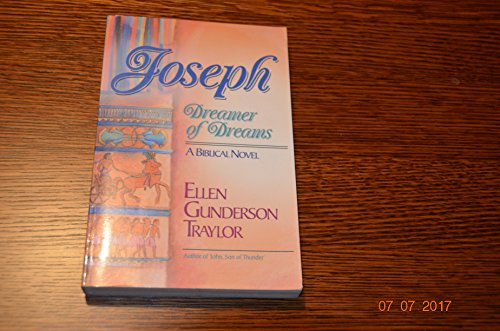 Joseph
Dreamer
of Dreams
A BIBLICAL NOVEL
ELLEN
GUNDERSON
TRAYLOR
Author of John, Son of Thunder
07 07 2017